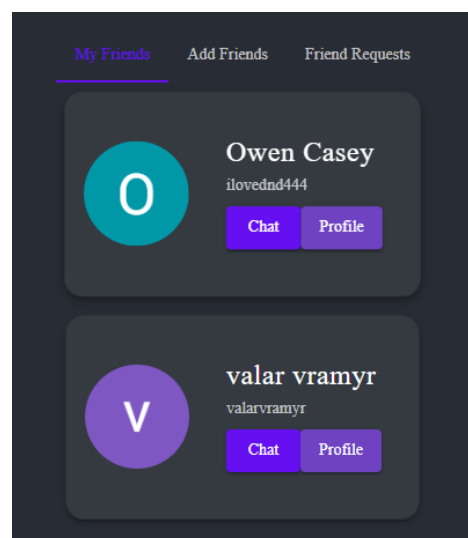 My Friends Add Friends Friend Requests
O
Owen Casey
ilovednd444
Chat Profile
V
valar vramyr
valarvramyr
Chat Profile